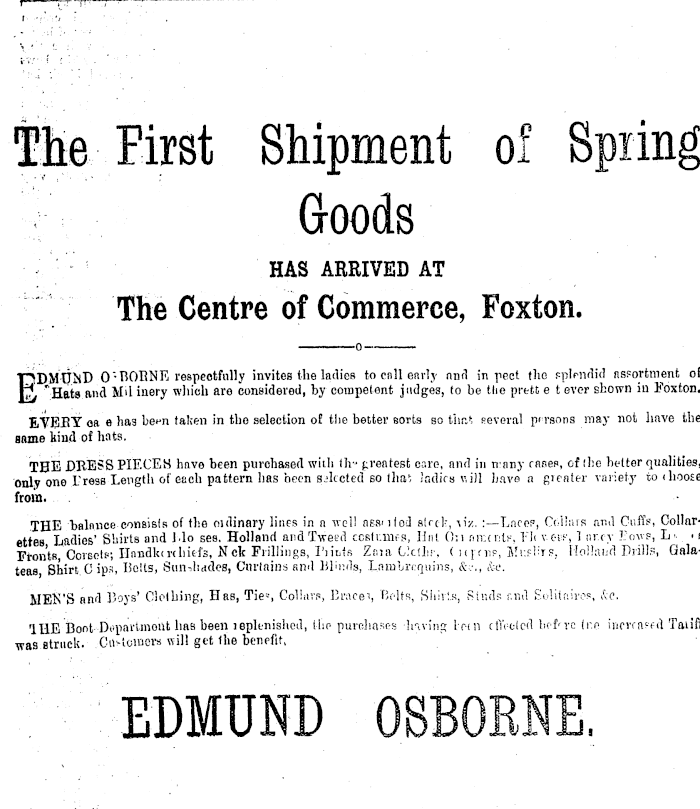 The First Shipment of Spring
Goods
HAS ARRIVED AT
The Centre of Commerce, Foxton.
EDMUND OSBORNE respectfully invites the ladies to call early and inspect the splendid assortment of
Hats and Millinery which are considered, by competent judges, to be the prettiest ever shown in Foxton.
EVERY care has been taken in the selection of the better sorts so that several persons may not have the
same kind of hats.
THE DRESS PIECES have been purchased with the greatest care, and in many cases, of the better qualities,
only one Dress Length of each pattern has been selected so that ladies will have a greater variety to choose
from.
THE balance consists of the ordinary lines in a well assorted stock, viz.:—Laces, Collars and Cuffs, Collar-
ettes, Ladies' Shirts and Blouses. Holland and Tweed costumes, Hat Ornaments, Flowers, Fancy Bows,
Fronts, Corsets; Handkerchiefs, Neck Frillings, Prints Zara Cloths, Crepons, Muslins, Holland Drills, Gala-
teas, Shirt Clips, Belts, Sunshades, Curtains and Blinds, Lambrequins, &c., &c.
MEN'S and Boys' Clothing, Hats, Ties, Collars, Braces, Belts, Shirts, Studs and Solitaires, &c.
THE Boot Department has been replenished, the purchases having been effected before the increased Tariff
was struck. Customers will get the benefit.
EDMUND OSBORNE.